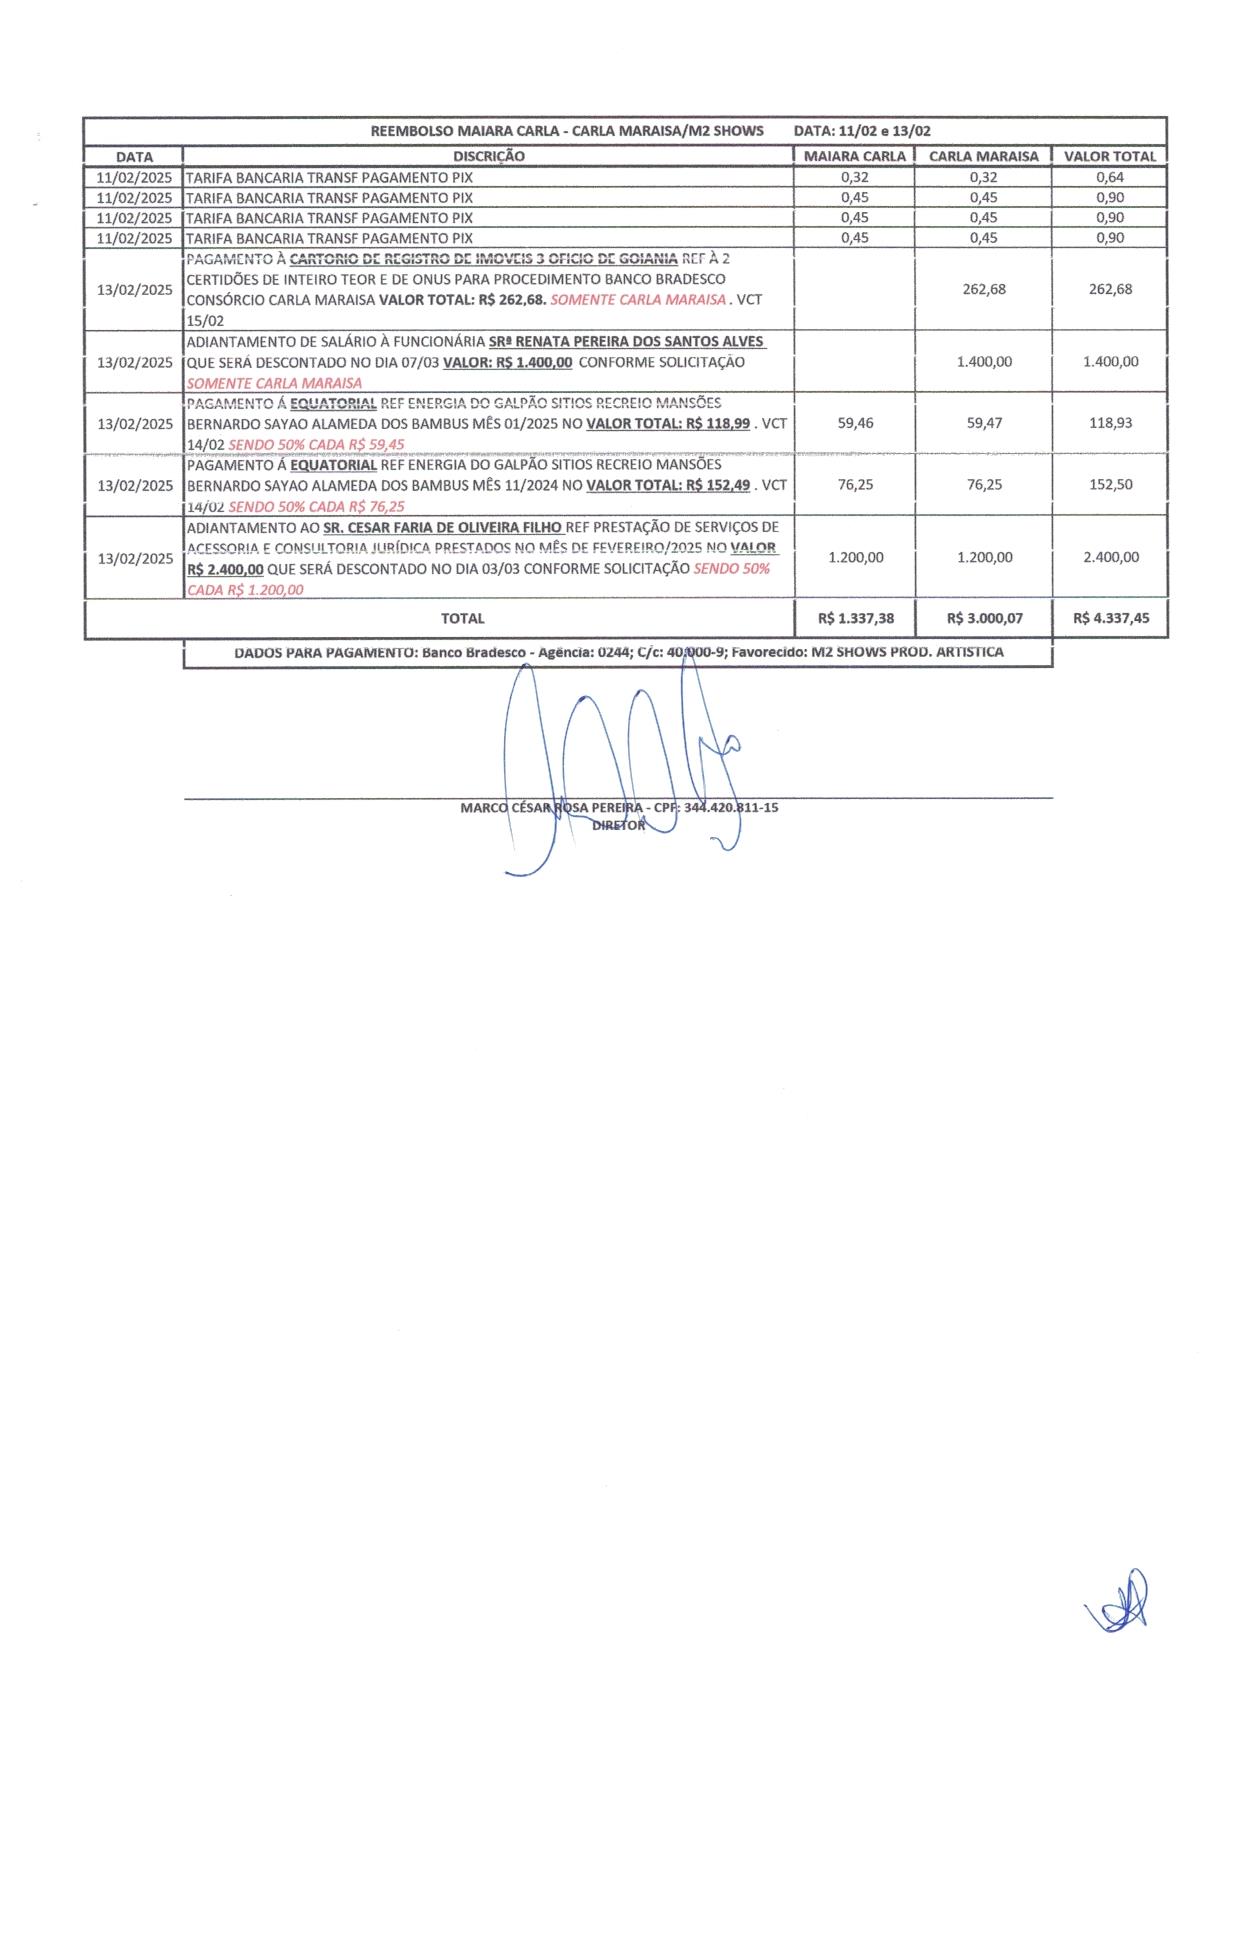 REEMBOLSO MAIARA CARLA - CARLA MARAISA/M2 SHOWS DATA: 11/02 e 13/02
DATA DISCRIÇÃO MAIARA CARLA CARLA MARAISA VALOR TOTAL
11/02/2025 TARIFA BANCARIA TRANSF PAGAMENTO PIX 0,32 0,32 0,64
11/02/2025 TARIFA BANCARIA TRANSF PAGAMENTO PIX 0,45 0,45 0,90
11/02/2025 TARIFA BANCARIA TRANSF PAGAMENTO PIX 0,45 0,45 0,90
11/02/2025 TARIFA BANCARIA TRANSF PAGAMENTO PIX 0,45 0,45 0,90
PAGAMENTO À CARTORIO DE REGISTRO DE IMOVEIS 3 OFICIO DE GOIANIA REF À 2
CERTIDÕES DE INTEIRO TEOR E DE ONUS PARA PROCEDIMENTO BANCO BRADESCO
13/02/2025 CONSÓRCIO CARLA MARAISA VALOR TOTAL: R$ 262,68. SOMENTE CARLA MARAISA . VCT 262,68 262,68
15/02
ADIANTAMENTO DE SALÁRIO À FUNCIONÁRIA SRª RENATA PEREIRA DOS SANTOS ALVES
13/02/2025 QUE SERÁ DESCONTADO NO DIA 07/03 VALOR: R$ 1.400,00 CONFORME SOLICITAÇÃO 1.400,00 1.400,00
SOMENTE CARLA MARAISA
PAGAMENTO Á EQUATORIAL REF ENERGIA DO GALPÃO SITIOS RECREIO MANSÕES
13/02/2025 BERNARDO SAYAO ALAMEDA DOS BAMBUS MÊS 01/2025 NO VALOR TOTAL: R$ 118,99 . VCT 59,46 59,47 118,93
14/02 SENDO 50% CADA R$ 59,45
PAGAMENTO Á EQUATORIAL REF ENERGIA DO GALPÃO SITIOS RECREIO MANSÕES
13/02/2025 BERNARDO SAYAO ALAMEDA DOS BAMBUS MÊS 11/2024 NO VALOR TOTAL: R$ 152,49 . VCT 76,25 76,25 152,50
14/02 SENDO 50% CADA R$ 76,25
ADIANTAMENTO AO SR. CESAR FARIA DE OLIVEIRA FILHO REF PRESTAÇÃO DE SERVIÇOS DE
ACESSORIA E CONSULTORIA JURÍDICA PRESTADOS NO MÊS DE FEVEREIRO/2025 NO VALOR
13/02/2025 R$ 2.400,00 QUE SERÁ DESCONTADO NO DIA 03/03 CONFORME SOLICITAÇÃO SENDO 50% 1.200,00 1.200,00 2.400,00
CADA R$ 1.200,00
TOTAL R$ 1.337,38 R$ 3.000,07 R$ 4.337,45
DADOS PARA PAGAMENTO: Banco Bradesco - Agência: 0244; C/c: 40.000-9; Favorecido: M2 SHOWS PROD. ARTISTICA
MARCO CÉSAR ROSA PEREIRA - CPF: 344.420.811-15
DIRETOR